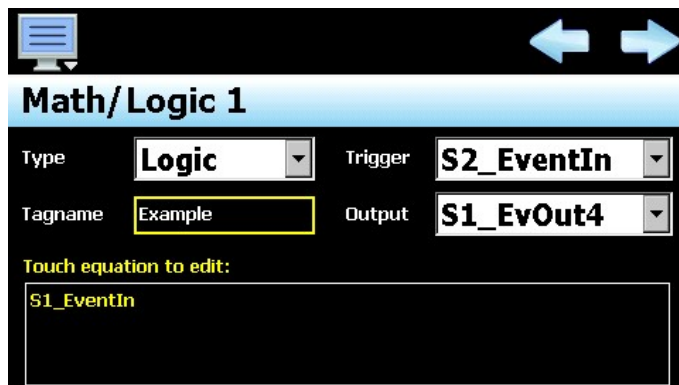 Math/Logic 1
Type Logic Trigger S2_EventIn
Tagname Example Output S1_EvOut4
Touch equation to edit:
S1_EventIn